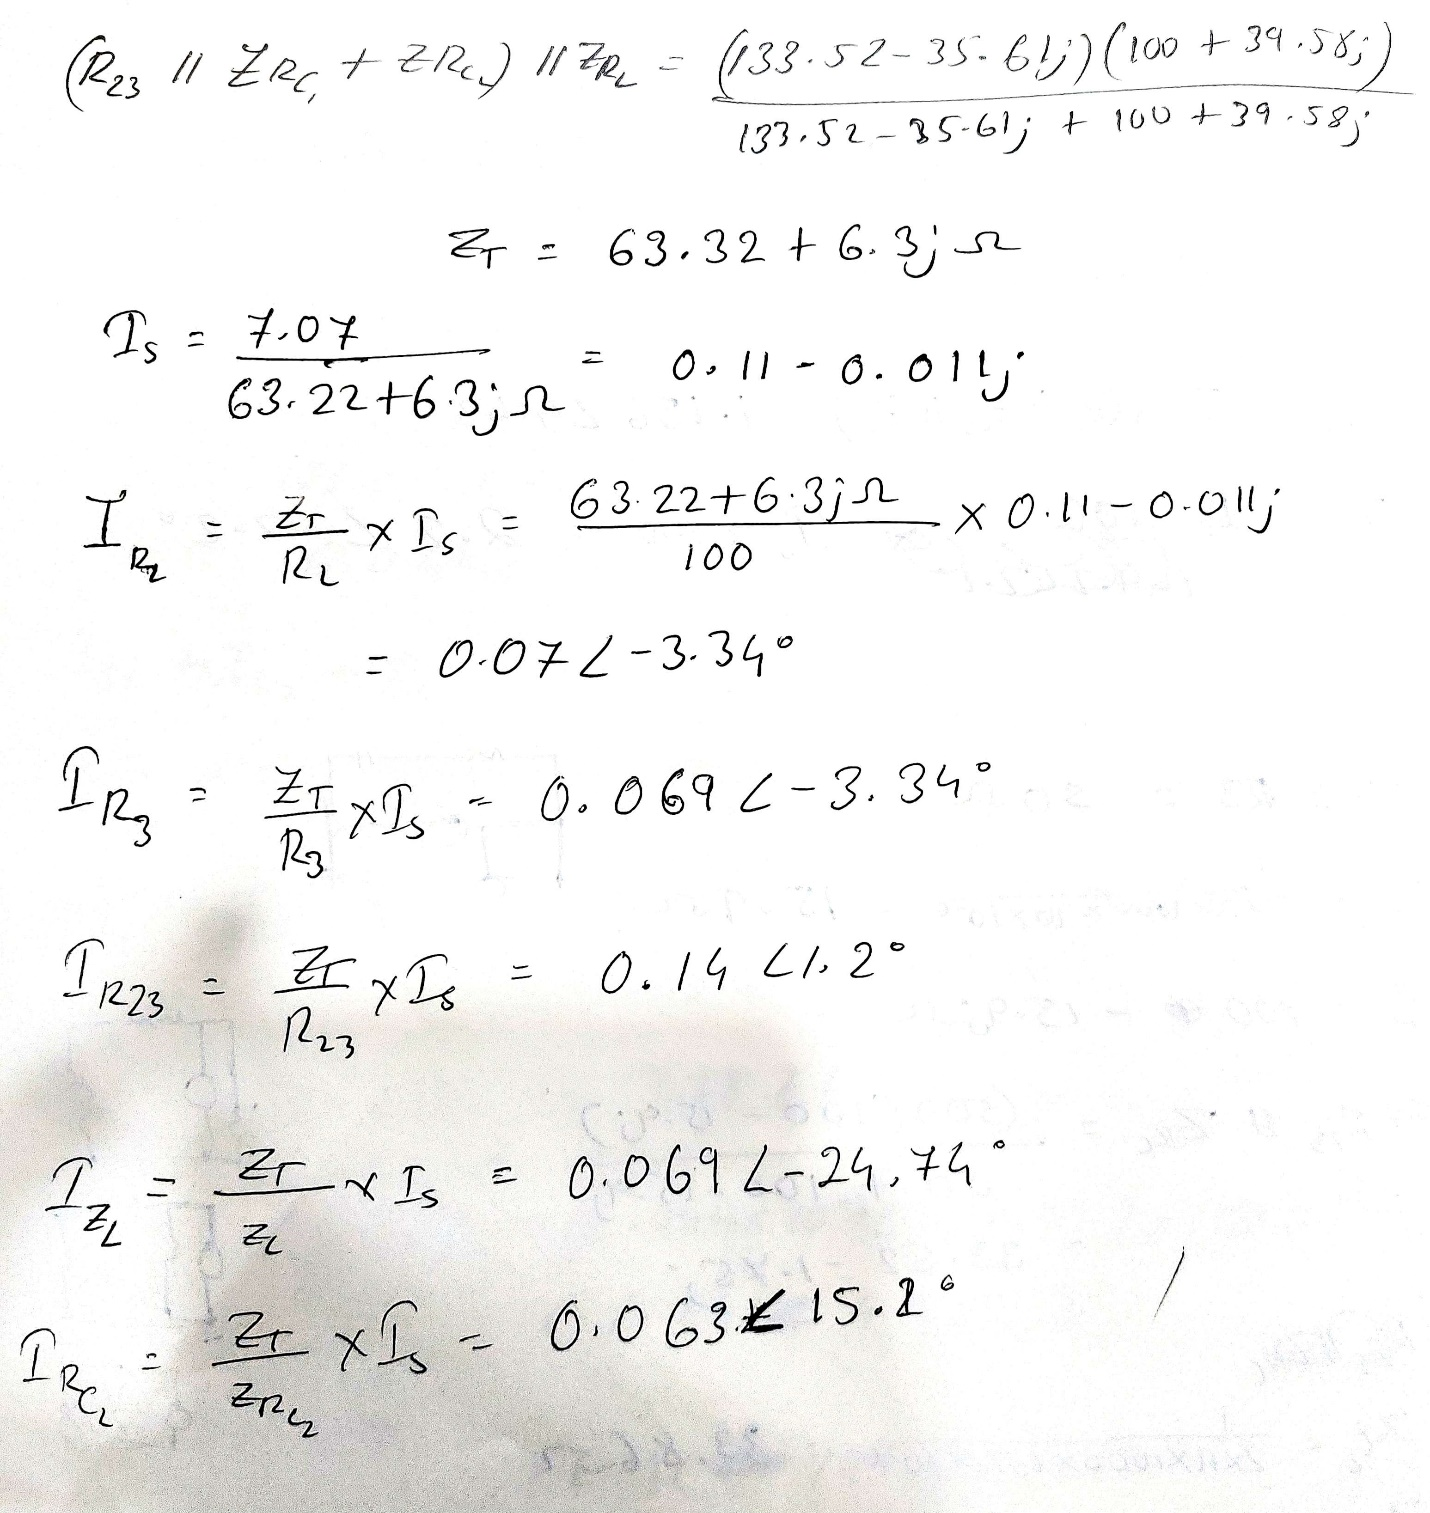 (R23 // ZRC1 + ZRC2) // ZRL = (133.52-35.61j)(100 + 39.58j)
133.52-35.61j + 100 + 39.58j
ZT = 63.32 + 6.3j Ω
Is = 7.07 / 63.22+6.3jΩ = 0.11 - 0.011j
IR2 = ZT/R2 x Is = 63.22+6.3jΩ / 100 x 0.11 - 0.011j
= 0.07∠-3.34°
IR3 = ZT/R3 x Is = 0.069∠-3.34°
IR23 = ZT/R23 x Is = 0.14∠1.2°
IZL = ZT/ZL x Is = 0.069∠-24,74°
IRC2 = ZT/ZRC2 x Is = 0.063∠15.2°